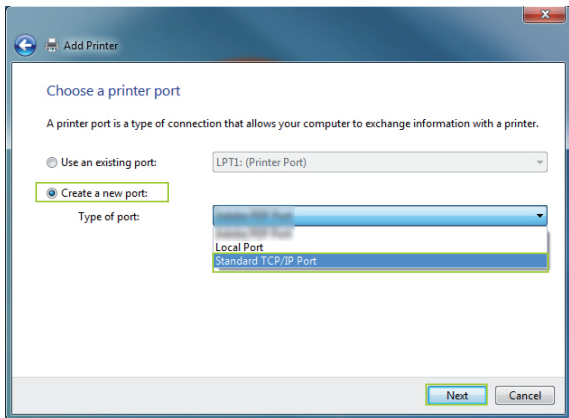 Add Printer
Choose a printer port
A printer port is a type of connection that allows your computer to exchange information with a printer.
Use an existing port: LPT1: (Printer Port)
Create a new port:
Type of port:
Local Port
Standard TCP/IP Port
Next Cancel